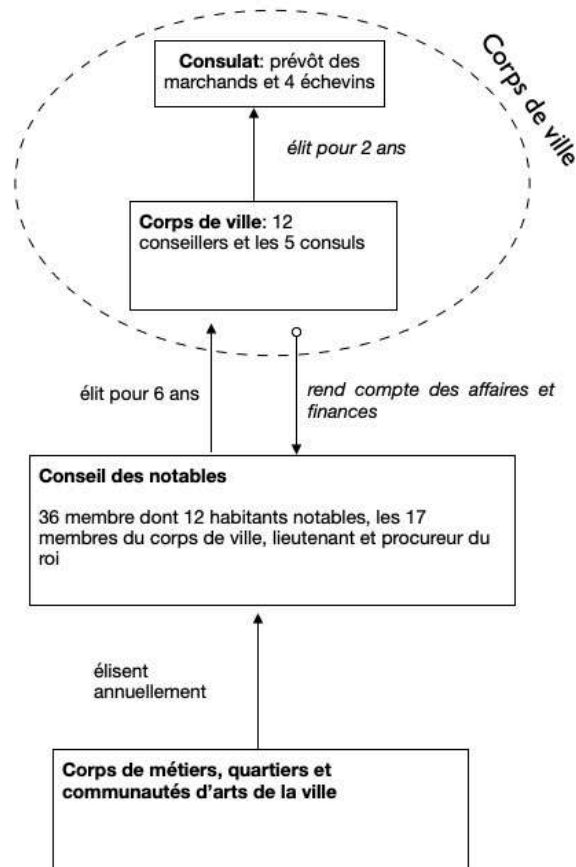 Corps de ville
Consulat: prévôt des
marchands et 4 échevins
élit pour 2 ans
Corps de ville: 12
conseillers et les 5 consuls
élit pour 6 ans
rend compte des affaires et
finances
Conseil des notables
36 membre dont 12 habitants notables, les 17
membres du corps de ville, lieutenant et procureur du
roi
élisent
annuellement
Corps de métiers, quartiers et
communautés d'arts de la ville